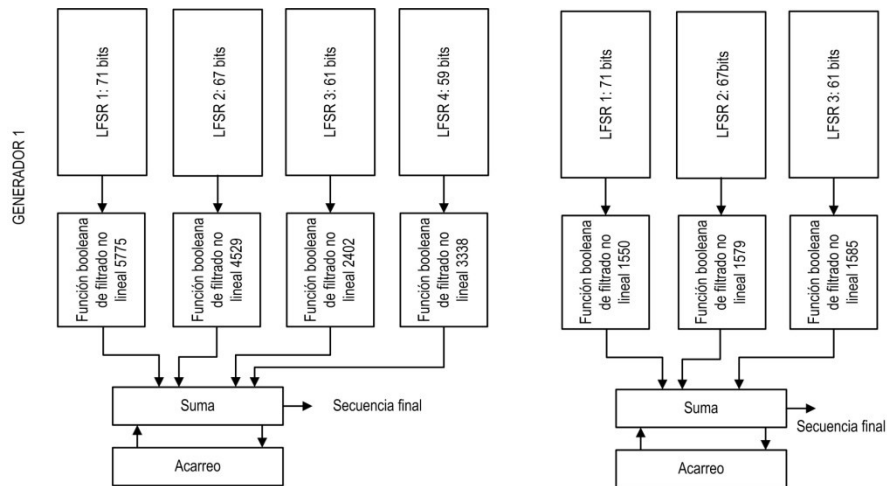 GENERADOR 1
LFSR 1: 71 bits
LFSR 2: 67 bits
LFSR 3: 61 bits
LFSR 4: 59 bits
Función booleana
de filtrado no
lineal 5775
Función booleana
de filtrado no
lineal 4529
Función booleana
de filtrado no
lineal 2402
Función booleana
de filtrado no
lineal 3338
Suma
Secuencia final
Acarreo
LFSR 1: 71 bits
LFSR 2: 67bits
LFSR 3: 61 bits
Función booleana
de filtrado no
lineal 1550
Función booleana
de filtrado no
lineal 1579
Función booleana
de filtrado no
lineal 1585
Suma
Secuencia final
Acarreo